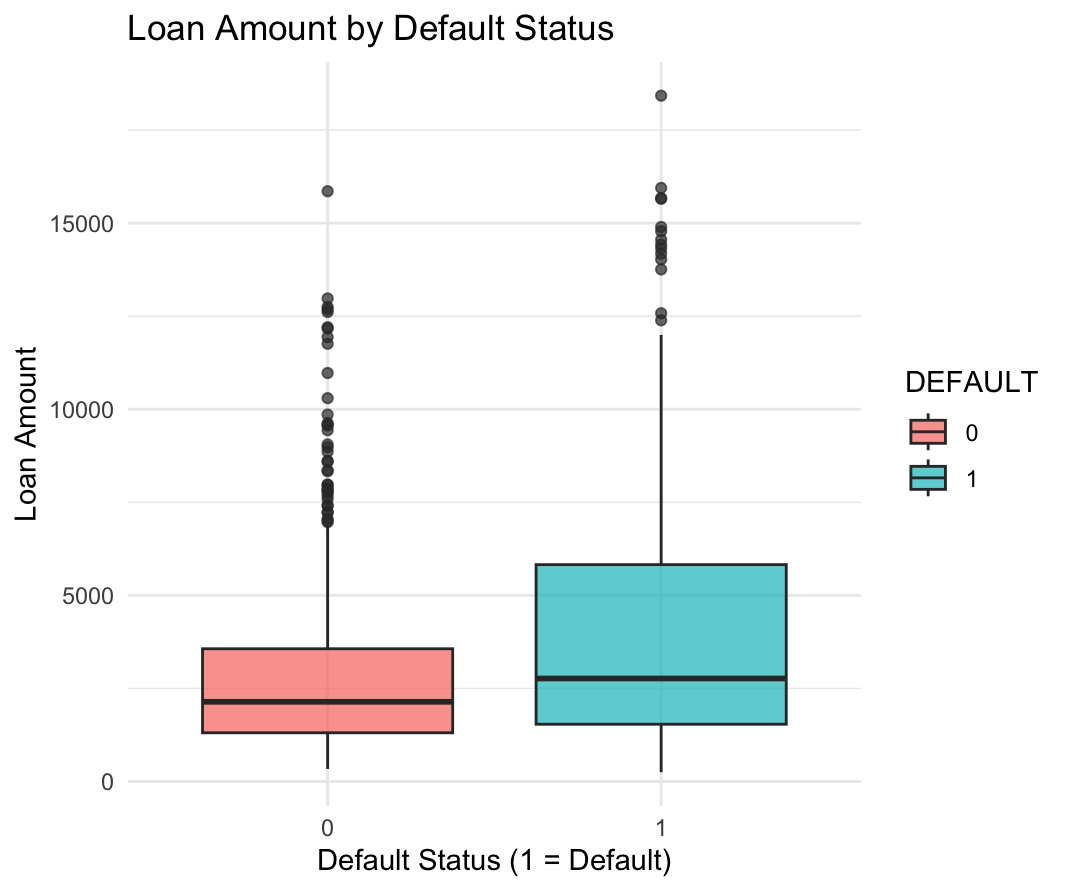 Loan Amount by Default Status
Loan Amount
15000
10000
5000
0
0
1
Default Status (1 = Default)
DEFAULT
0
1